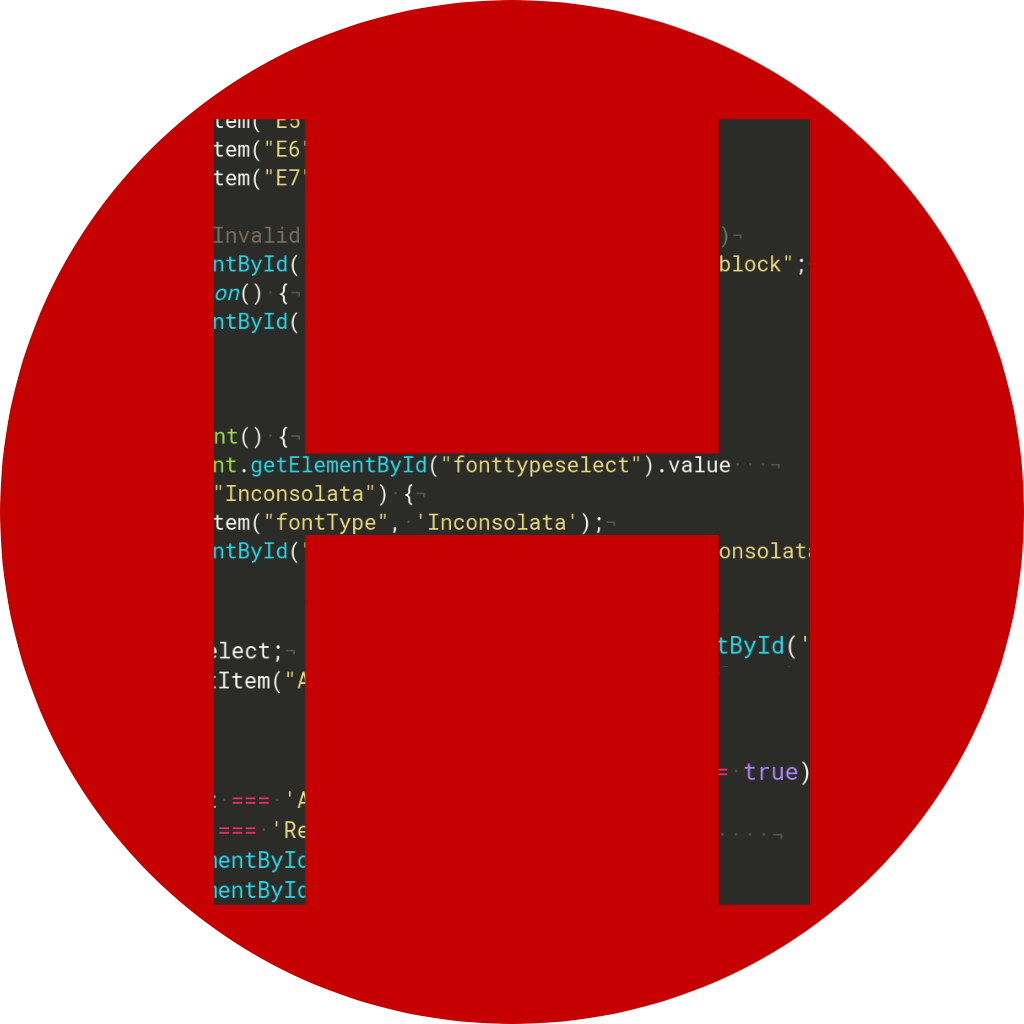 tem("E5
tem("E6"
tem("E7"
Invalid )¬
ntById( block";
on() {¬
ntById(
nt() {¬
nt.getElementById("fonttypeselect").value ¬
"Inconsolata") {¬
tem("fontType", 'Inconsolata');¬
ntById(" onsolata
elect;¬
tById('
tItem("A
= true)
t === 'A
=== 'Re
¬
mentById
mentById